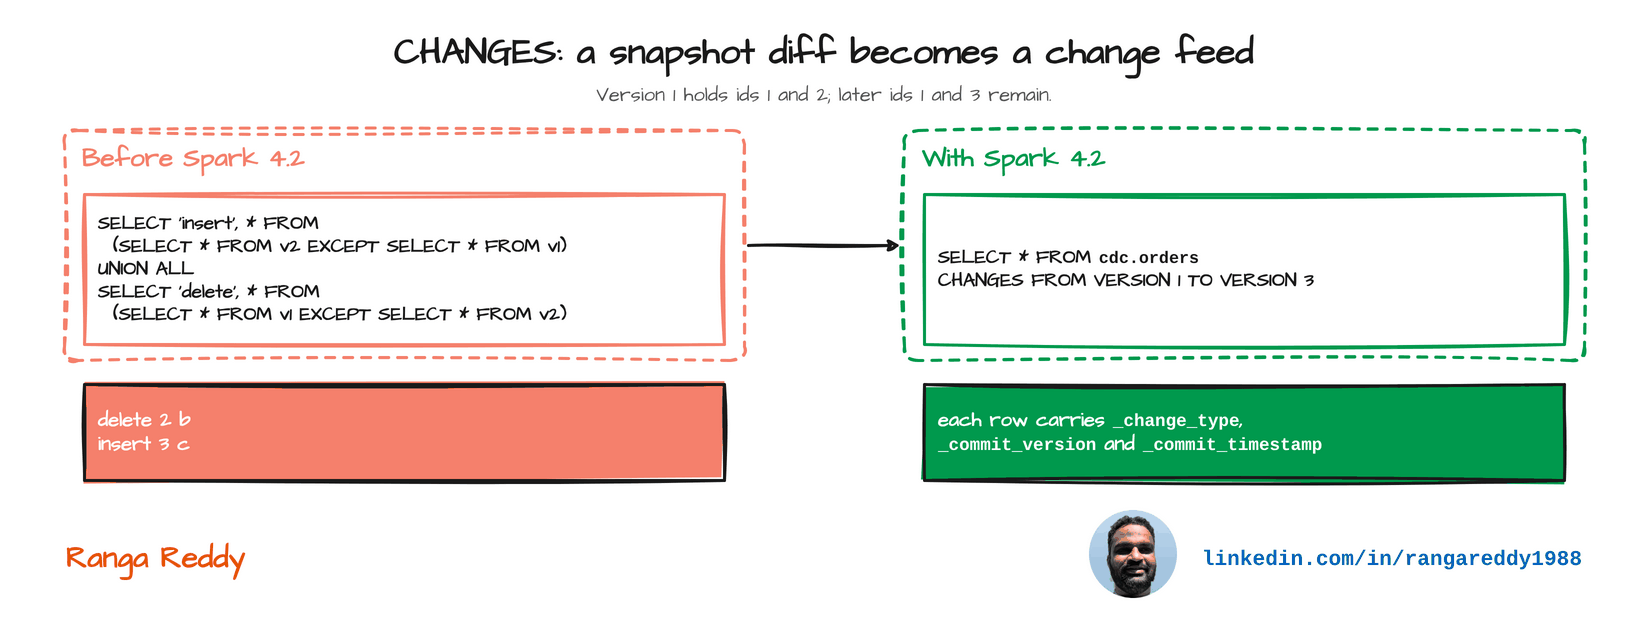 CHANGES: a snapshot diff becomes a change feed
Version 1 holds ids 1 and 2; later ids 1 and 3 remain.
Before Spark 4.2
SELECT 'insert', * FROM
(SELECT * FROM v2 EXCEPT SELECT * FROM v1)
UNION ALL
SELECT 'delete', * FROM
(SELECT * FROM v1 EXCEPT SELECT * FROM v2)
delete 2 b
insert 3 c
With Spark 4.2
SELECT * FROM cdc.orders
CHANGES FROM VERSION 1 TO VERSION 3
each row carries _change_type,
_commit_version and _commit_timestamp
Ranga Reddy
linkedin.com/in/rangareddy1988